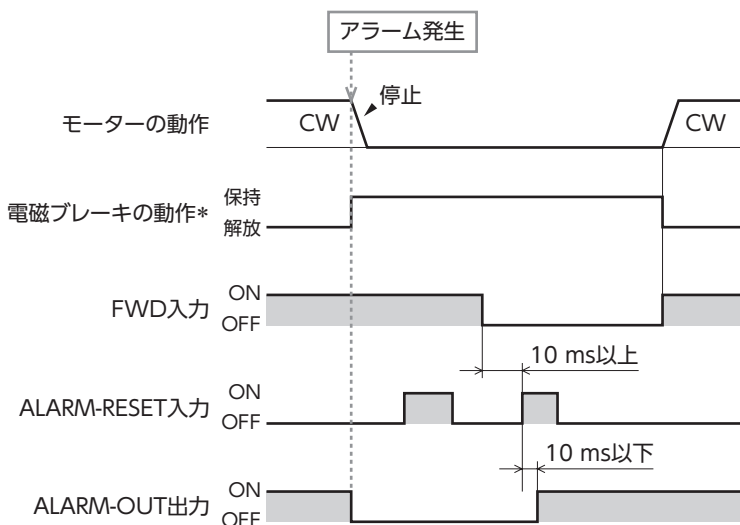 アラーム発生
停止
モーターの動作
CW
CW
電磁ブレーキの動作*
保持
解放
FWD入力
ON
OFF
10 ms以上
ALARM-RESET入力
ON
OFF
10 ms以下
ALARM-OUT出力
ON
OFF